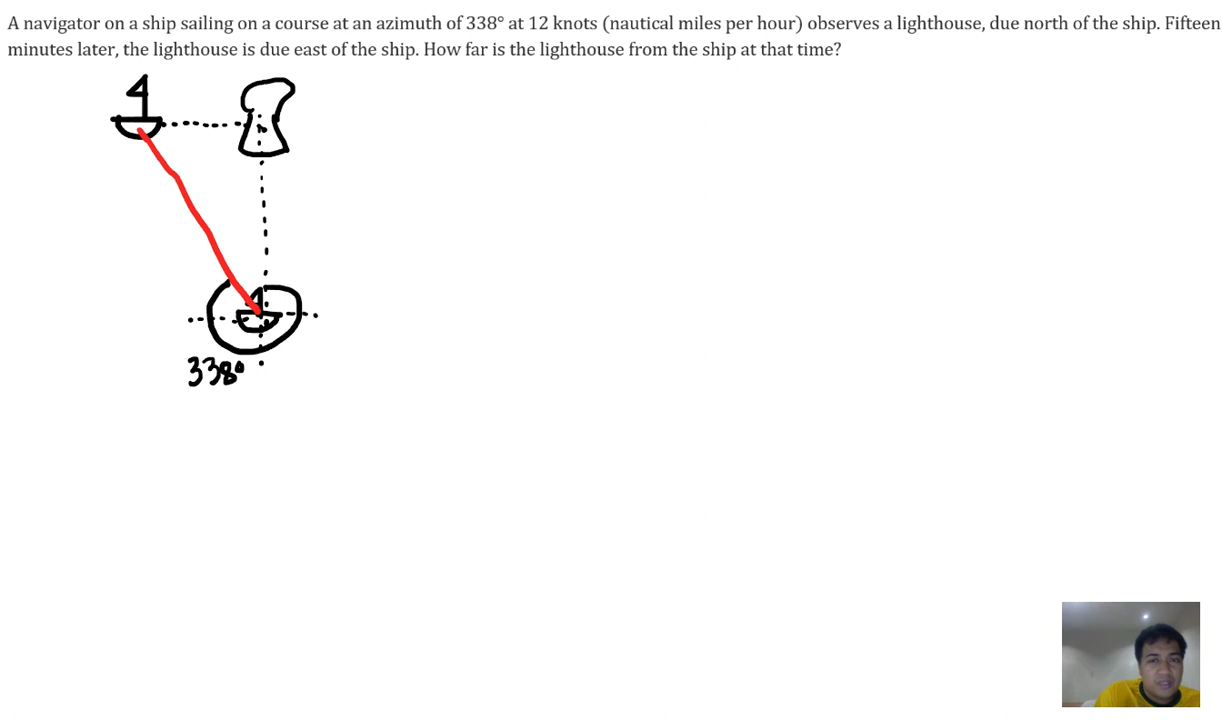 A navigator on a ship sailing on a course at an azimuth of 338° at 12 knots (nautical miles per hour) observes a lighthouse, due north of the ship. Fifteen
minutes later, the lighthouse is due east of the ship. How far is the lighthouse from the ship at that time?
338°